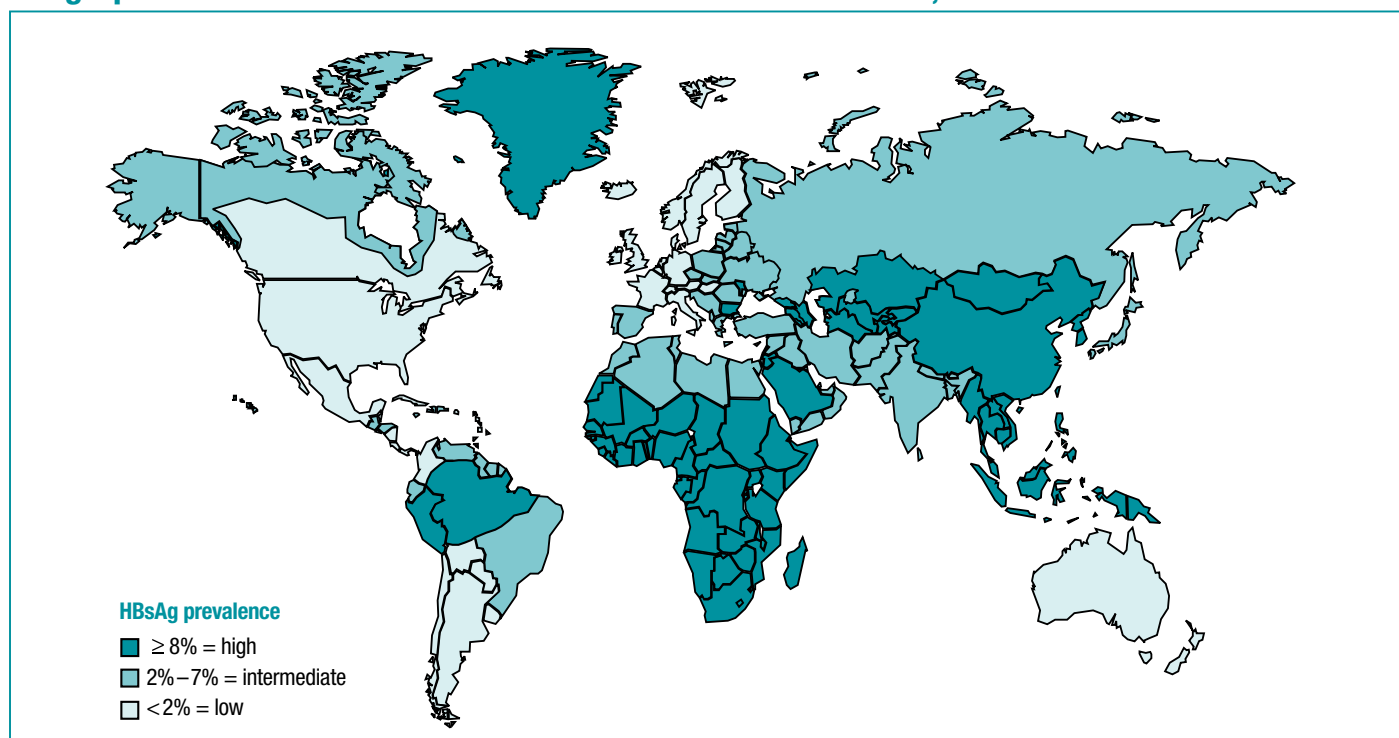 HBsAg prevalence
≥ 8% = high
2%–7% = intermediate
<2% = low